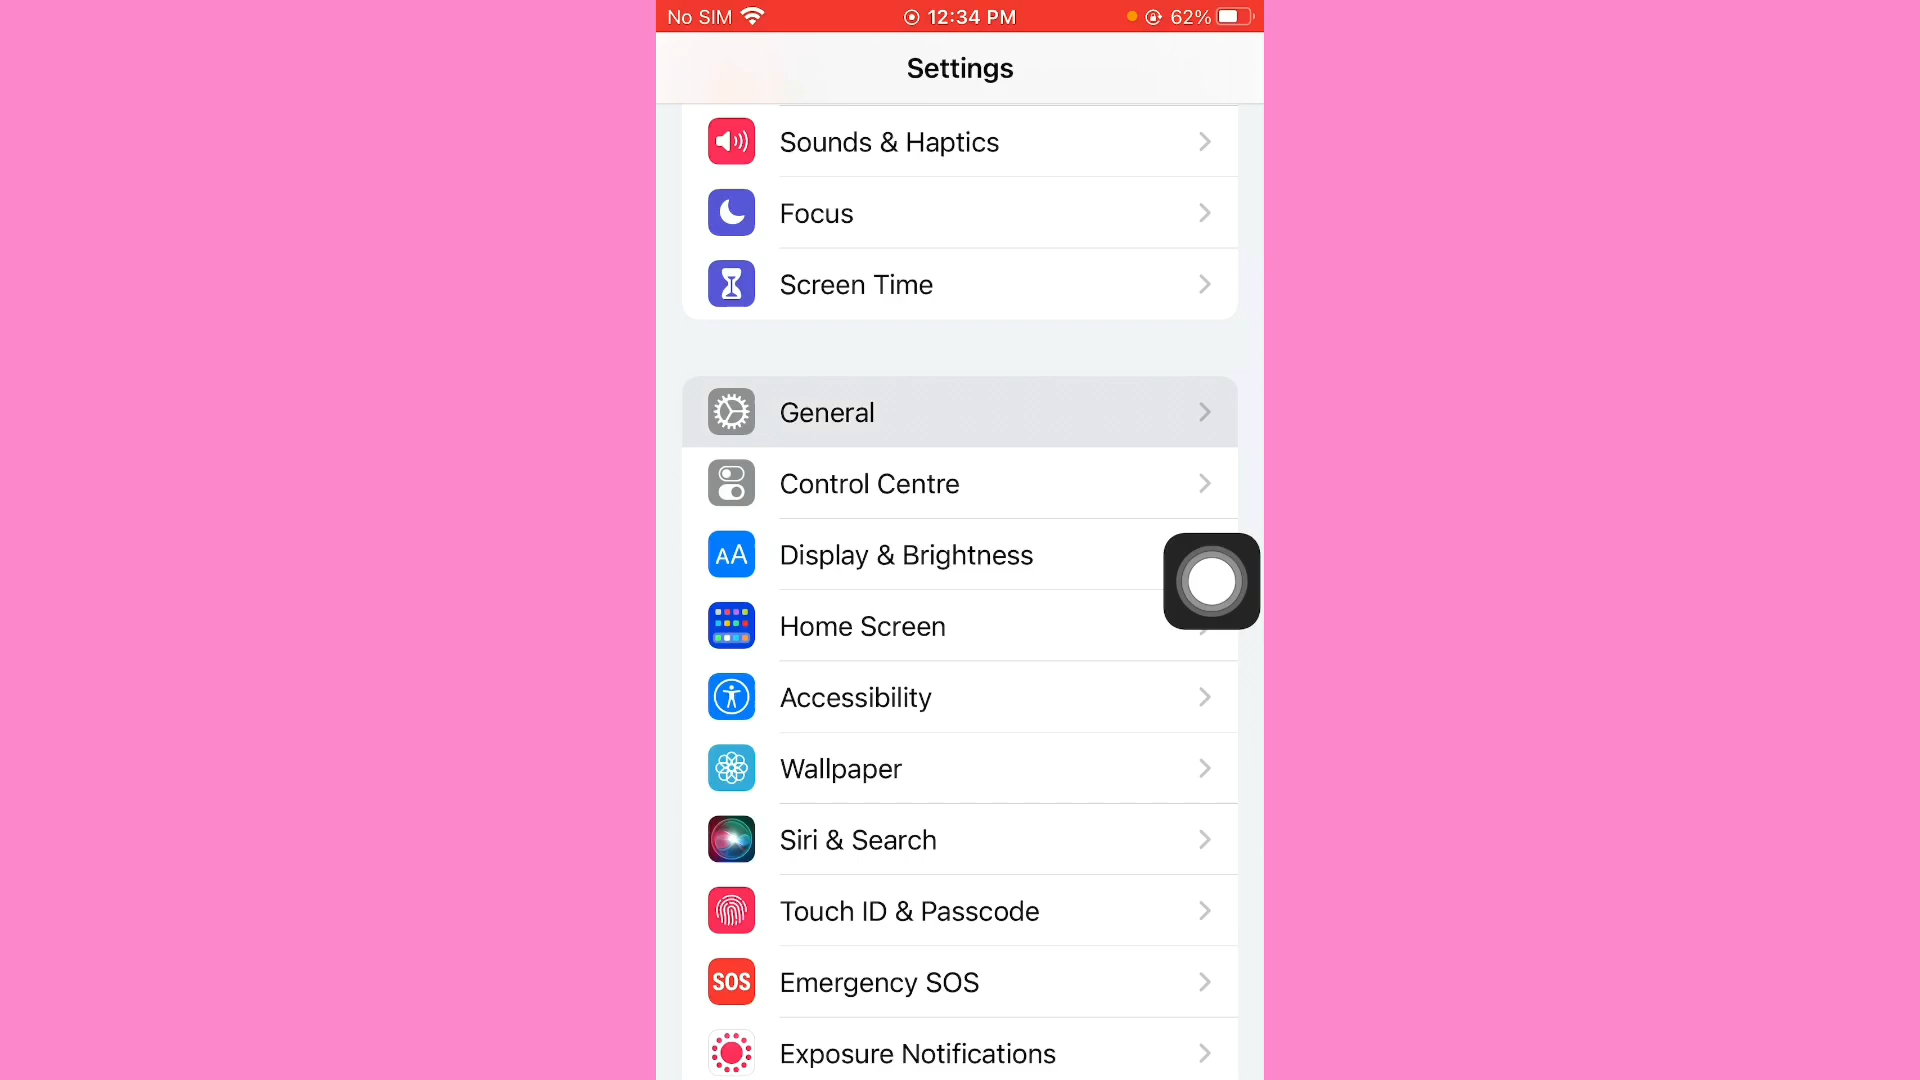 No SIM 12:34 PM 62%
Settings
Sounds & Haptics
Focus
Screen Time
General
Control Centre
AA Display & Brightness
Home Screen
Accessibility
Wallpaper
Siri & Search
Touch ID & Passcode
SOS Emergency SOS
Exposure Notifications